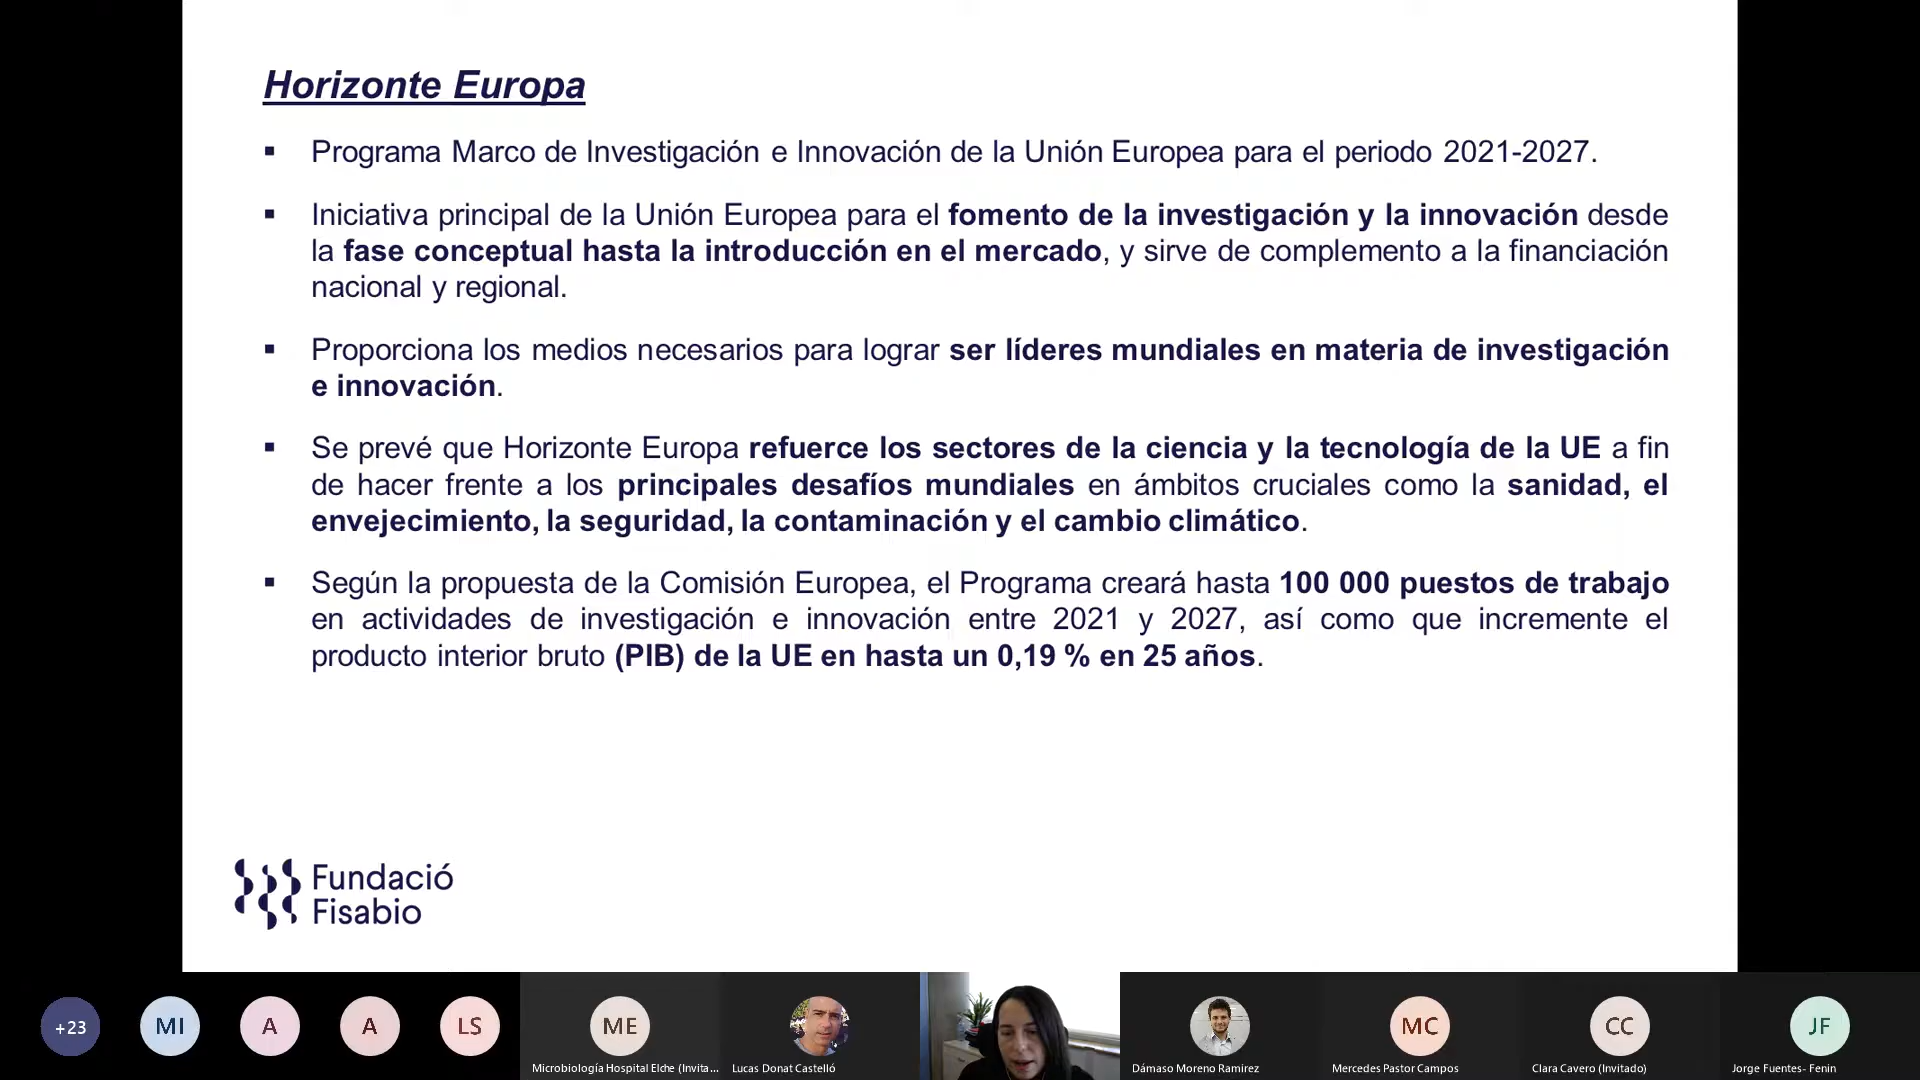 Horizonte Europa
▪ Programa Marco de Investigación e Innovación de la Unión Europea para el periodo 2021-2027.
▪ Iniciativa principal de la Unión Europea para el fomento de la investigación y la innovación desde
la fase conceptual hasta la introducción en el mercado, y sirve de complemento a la financiación
nacional y regional.
▪ Proporciona los medios necesarios para lograr ser líderes mundiales en materia de investigación
e innovación.
▪ Se prevé que Horizonte Europa refuerce los sectores de la ciencia y la tecnología de la UE a fin
de hacer frente a los principales desafíos mundiales en ámbitos cruciales como la sanidad, el
envejecimiento, la seguridad, la contaminación y el cambio climático.
▪ Según la propuesta de la Comisión Europea, el Programa creará hasta 100 000 puestos de trabajo
en actividades de investigación e innovación entre 2021 y 2027, así como que incremente el
producto interior bruto (PIB) de la UE en hasta un 0,19 % en 25 años.
Fundació
Fisabio
+23 MI A A LS ME MC CC JF
Microbiología Hospital Elche (Invita... Lucas Donat Castelló Dámaso Moreno Ramirez Mercedes Pastor Campos Clara Cavero (Invitado) Jorge Fuentes- Fenin